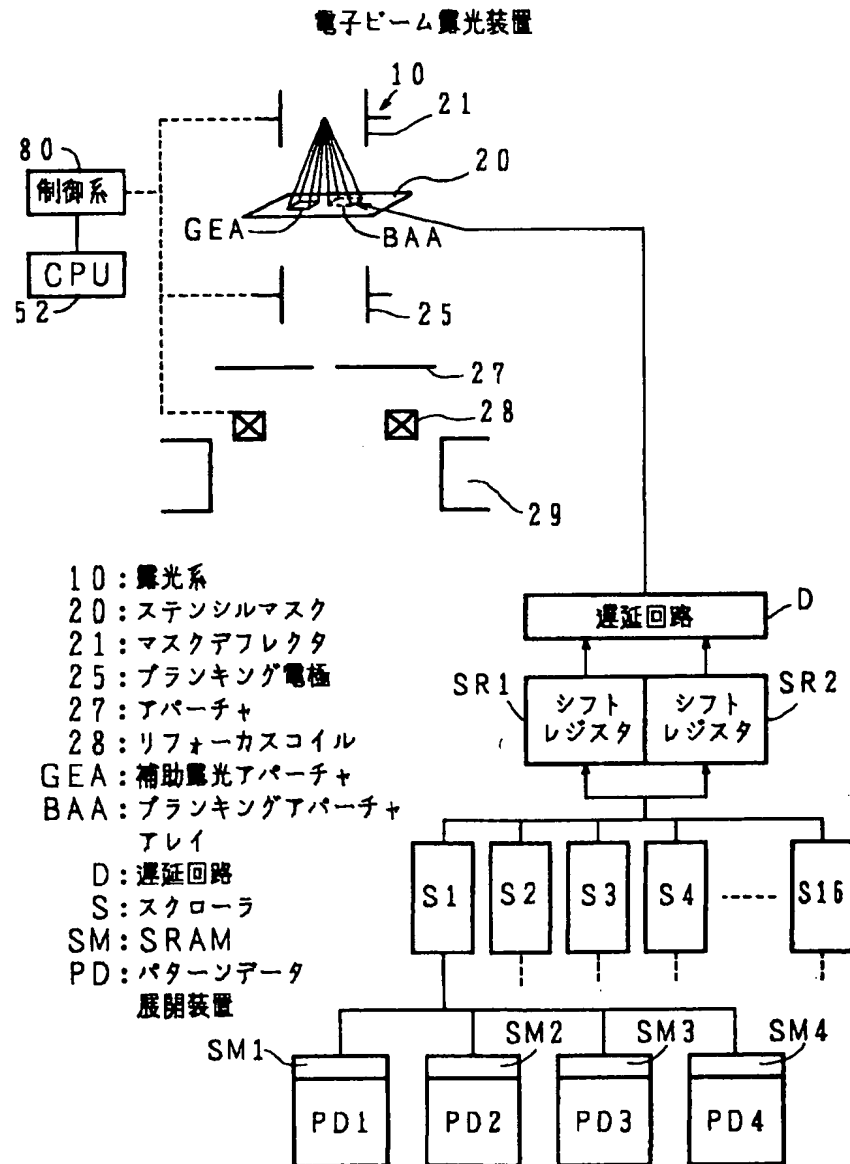 電子ビーム露光装置
10
21
80
制御系
20
GEA
BAA
CPU
52
25
27
28
29
10:露光系
20:ステンシルマスク
21:マスクデフレクタ
25:ブランキング電極
27:アパーチャ
28:リフォーカスコイル
GEA:補助露光アパーチャ
BAA:ブランキングアパーチャ
アレイ
D:遅延回路
S:スクローラ
SM:SRAM
PD:パターンデータ
展開装置
遅延回路
D
SR1
シフト
レジスタ
シフト
レジスタ
SR2
S1
S2
S3
S4
S16
SM1
SM2
SM3
SM4
PD1
PD2
PD3
PD4